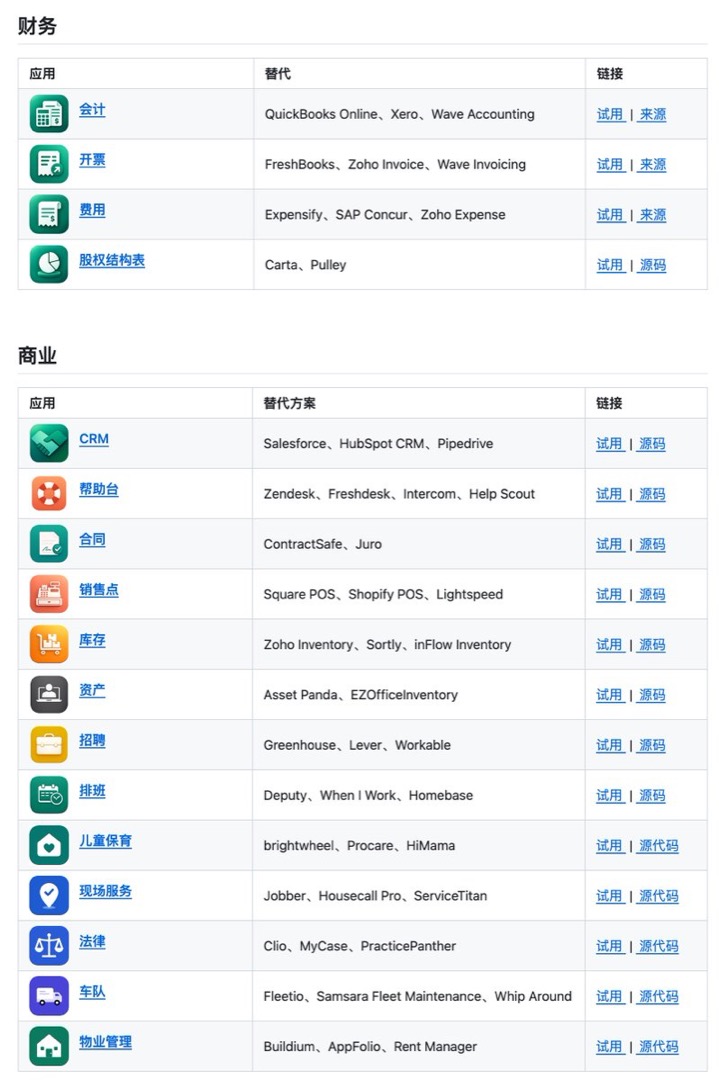 财务
应用 替代 链接
会计 QuickBooks Online、Xero、Wave Accounting 试用 | 来源
开票 FreshBooks、Zoho Invoice、Wave Invoicing 试用 | 来源
费用 Expensify、SAP Concur、Zoho Expense 试用 | 来源
股权结构表 Carta、Pulley 试用 | 源码
商业
应用 替代方案 链接
CRM Salesforce、HubSpot CRM、Pipedrive 试用 | 源码
帮助台 Zendesk、Freshdesk、Intercom、Help Scout 试用 | 源码
合同 ContractSafe、Juro 试用 | 源码
销售点 Square POS、Shopify POS、Lightspeed 试用 | 源码
库存 Zoho Inventory、Sortly、inFlow Inventory 试用 | 源码
资产 Asset Panda、EZOfficeInventory 试用 | 源码
招聘 Greenhouse、Lever、Workable 试用 | 源码
排班 Deputy、When I Work、Homebase 试用 | 源码
儿童保育 brightwheel、Procare、HiMama 试用 | 源代码
现场服务 Jobber、Housecall Pro、ServiceTitan 试用 | 源代码
法律 Clio、MyCase、PracticePanther 试用 | 源代码
车队 Fleetio、Samsara Fleet Maintenance、Whip Around 试用 | 源代码
物业管理 Buildium、AppFolio、Rent Manager 试用 | 源代码